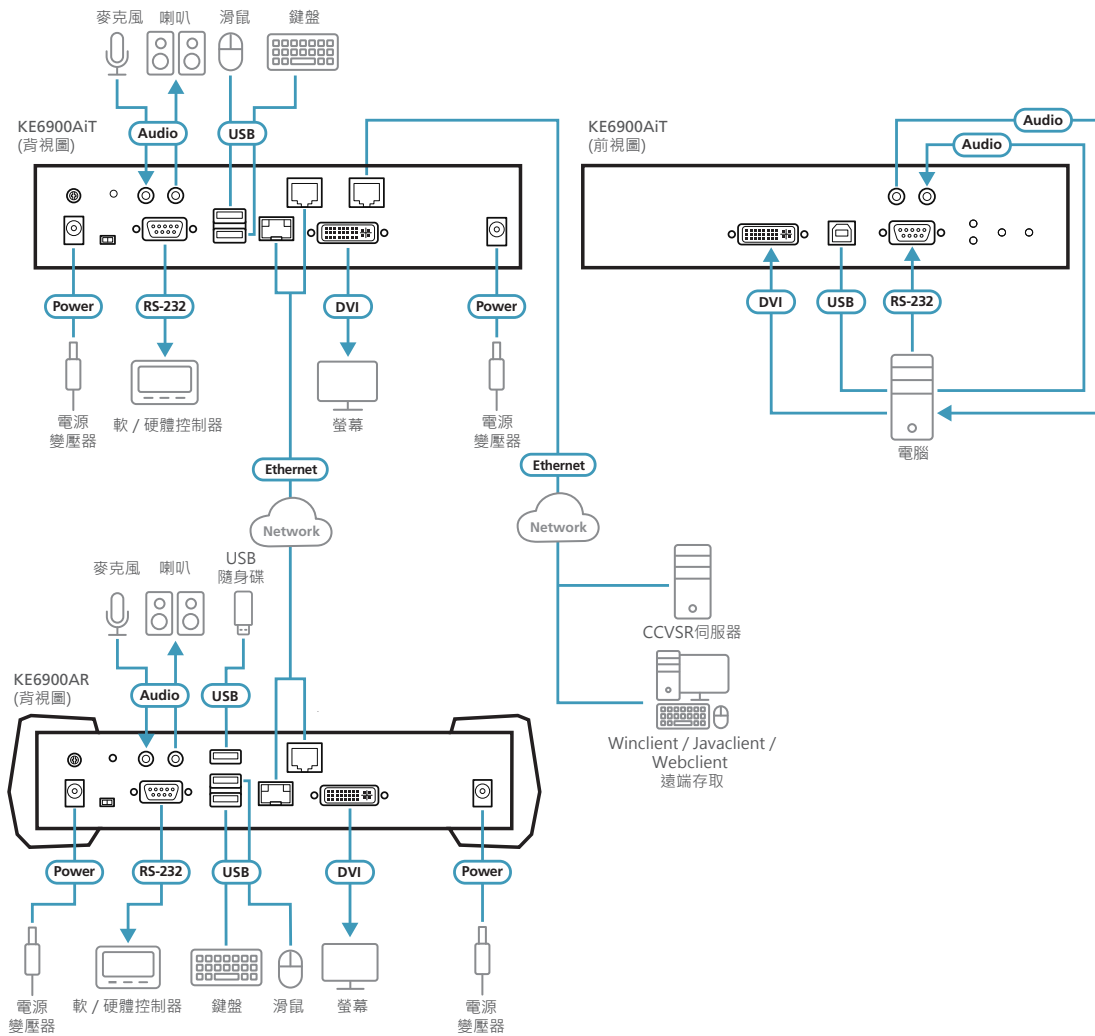 麥克風
喇叭
滑鼠
鍵盤
KE6900AiT
(背視圖)
Audio
USB
KE6900AiT
(前視圖)
Audio
Audio
Power
RS-232
DVI
Power
DVI
USB
RS-232
電源
變壓器
軟 / 硬體控制器
螢幕
電源
變壓器
電腦
Ethernet
Ethernet
Network
Network
麥克風
喇叭
USB
隨身碟
CCVSR伺服器
KE6900AR
(背視圖)
Audio
USB
Winclient / Javaclient /
Webclient
遠端存取
Power
RS-232
USB
DVI
Power
電源
變壓器
軟 / 硬體控制器
鍵盤
滑鼠
螢幕
電源
變壓器